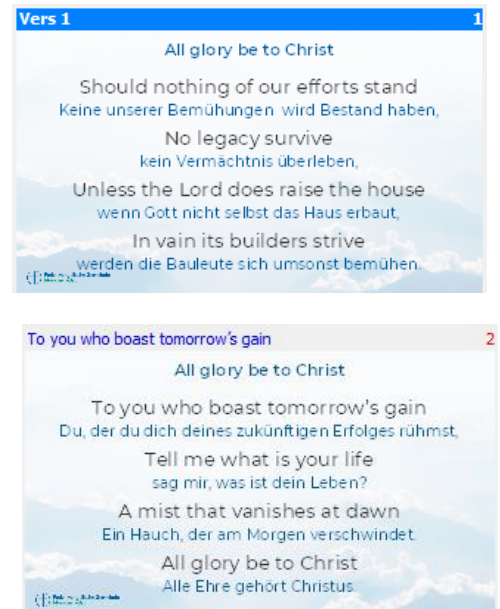 Vers 1 1
All glory be to Christ
Should nothing of our efforts stand
Keine unserer Bemühungen wird Bestand haben,
No legacy survive
kein Vermächtnis überleben,
Unless the Lord does raise the house
wenn Gott nicht selbst das Haus erbaut,
In vain its builders strive
werden die Bauleute sich umsonst bemühen.
To you who boast tomorrow's gain 2
All glory be to Christ
To you who boast tomorrow's gain
Du, der du dich deines zukünftigen Erfolges rühmst,
Tell me what is your life
sag mir, was ist dein Leben?
A mist that vanishes at dawn
Ein Hauch, der am Morgen verschwindet.
All glory be to Christ
Alle Ehre gehört Christus.